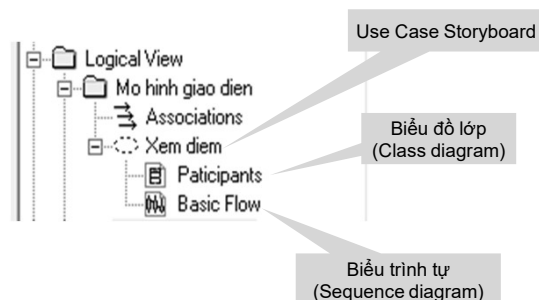 Use Case Storyboard
Logical View
Mo hinh giao dien
Associations
Xem diem
Paticipants
Basic Flow
Biểu đồ lớp
(Class diagram)
Biểu trình tự
(Sequence diagram)